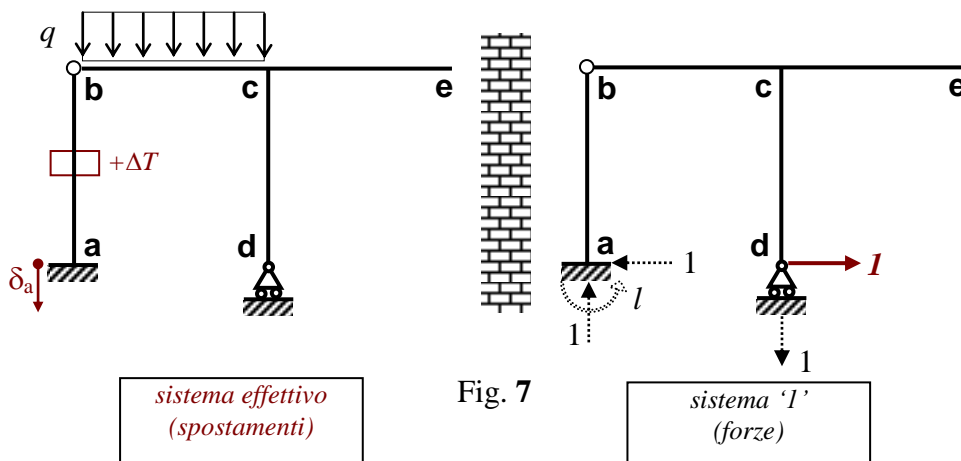 q
b
c
e
+ΔT
a
d
δa
b
c
e
a
d
1
1
l
1
1
Fig. 7
sistema effettivo
(spostamenti)
sistema '1'
(forze)